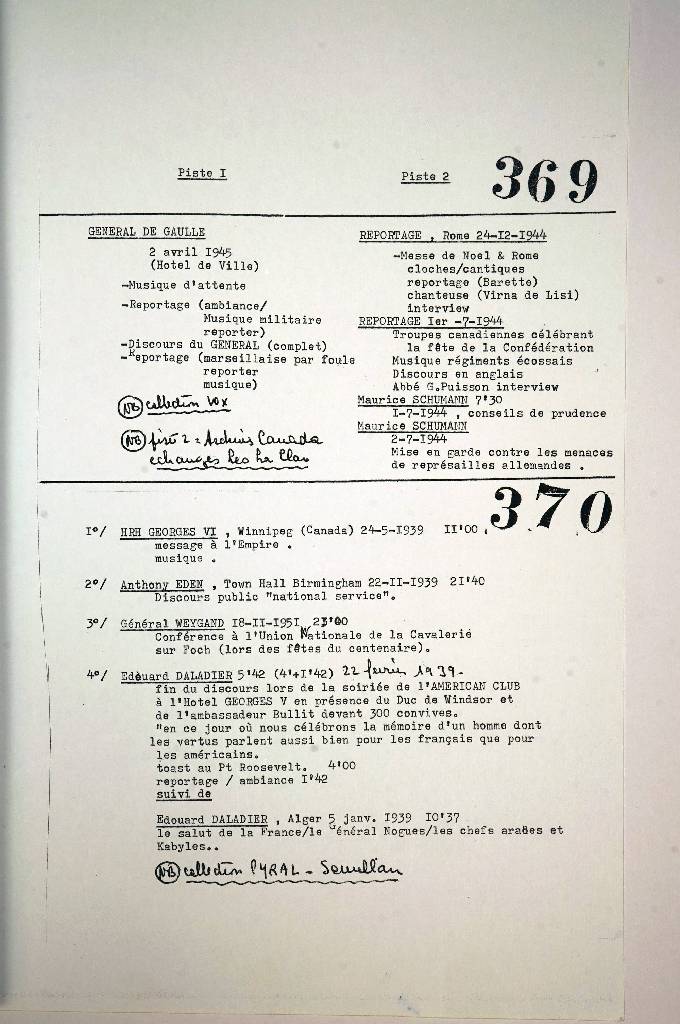 Piste I
Piste 2
369
GENERAL DE GAULLE
2 avril I945
(Hotel de Ville)
-Musique d'attente
-Reportage (ambiance/
Musique militaire
reporter)
-Discours du GENERAL (complet)
-Reportage (marseillaise par foule
reporter
musique)
NB collection Vox
NB piste 2 = Archives Canada
echanges Leo La Clau
REPORTAGE , Rome 24-I2-I944
-Messe de Noel & Rome
cloches/cantiques
reportage (Barette)
chanteuse (Virna de Lisi)
interview
REPORTAGE Ier -7-I944
Troupes canadiennes célébrant
la fête de la Confédération
Musique régiments écossais
Discours en anglais
Abbé G.Puisson interview
Maurice SCHUMANN 7'30
I-7-I944 , conseils de prudence
Maurice SCHUMANN
2-7-I944
Mise en garde contre les menaces
de représailles allemandes .
370
I°/ HRH GEORGES VI , Winnipeg (Canada) 24-5-I939 II'00 .
message à l'Empire .
musique .
2°/ Anthony EDEN , Town Hall Birmingham 22-II-I939 2I'40
Discours public "national service".
3°/ Général WEYGAND I8-II-I95I 23'00
Conférence à l'Union Nationale de la Cavalerié
sur Foch (lors des fêtes du centenaire).
4°/ Edouard DALADIER 5'42 (4'+I'42) 22 fevrier 1939.
fin du discours lors de la soiriée de l'AMERICAN CLUB
à l'Hotel GEORGES V en présence du Duc de Windsor et
de l'ambassadeur Bullit devant 300 convives.
"en ce jour où nous célébrons la mémoire d'un homme dont
les vertus parlent aussi bien pour les français que pour
les américains.
toast au Pt Roosevelt. 4'00
reportage / ambiance I'42
suivi de
Edouard DALADIER , Alger 5 janv. I939 I0'37
le salut de la France/le Général Nogues/les chefs arabes et
Kabyles..
NB collection PYRAL -